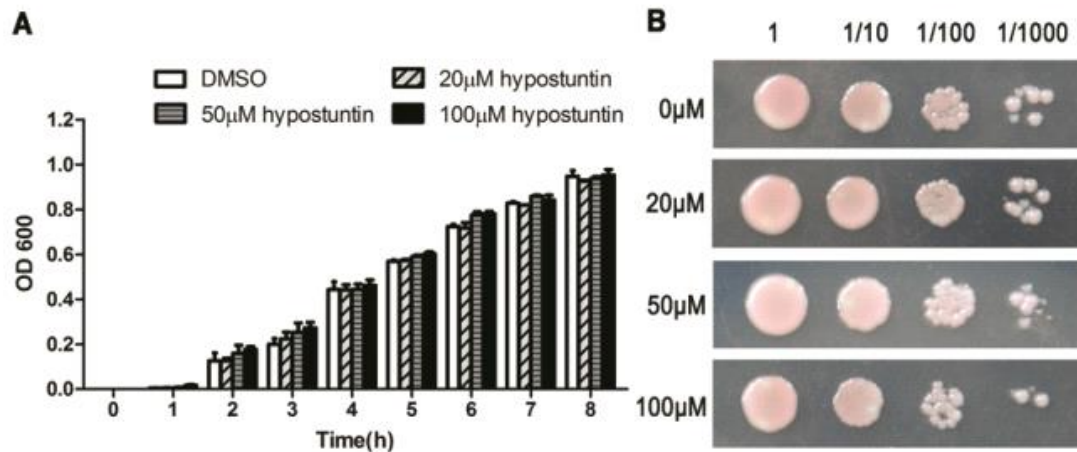 A
DMSO 20μM hypostuntin
50μM hypostuntin 100μM hypostuntin
1.2
1.0
0.8
0.6
0.4
0.2
0.0
OD 600
0 1 2 3 4 5 6 7 8
Time(h)
B
1 1/10 1/100 1/1000
0μM
20μM
50μM
100μM